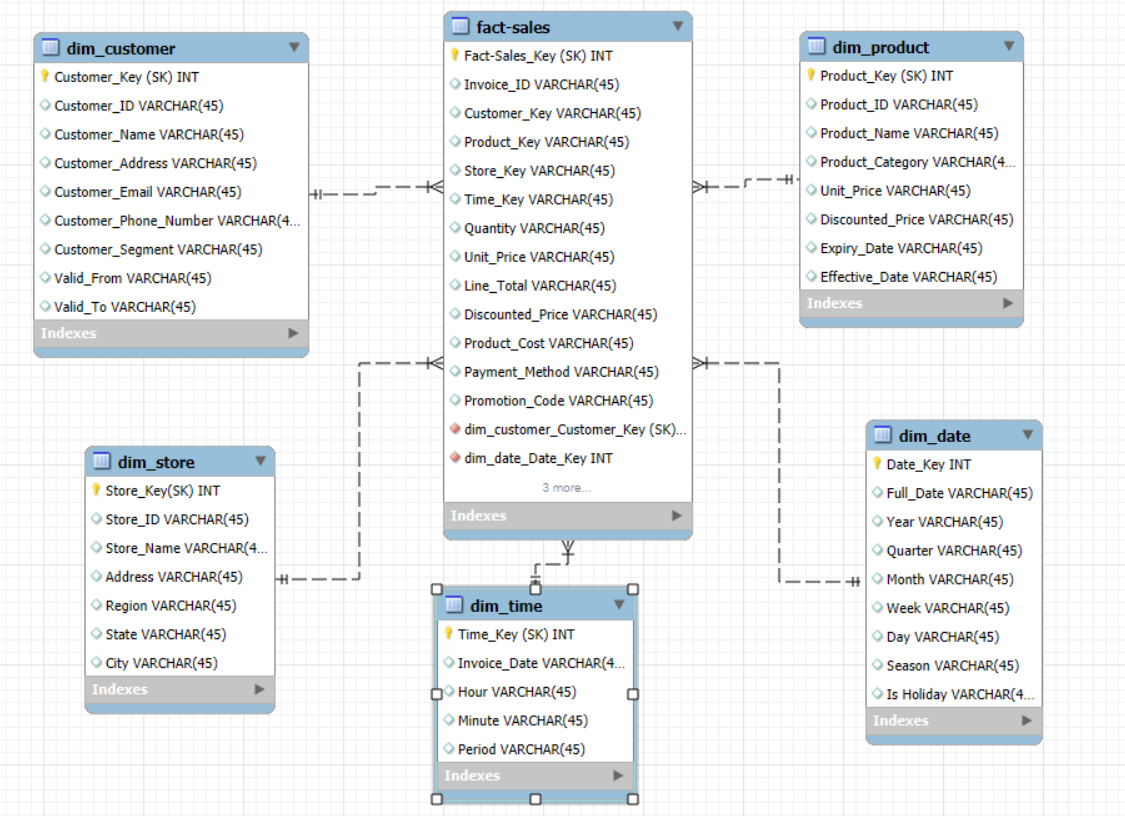 dim_customer
Customer_Key (SK) INT
Customer_ID VARCHAR(45)
Customer_Name VARCHAR(45)
Customer_Address VARCHAR(45)
Customer_Email VARCHAR(45)
Customer_Phone_Number VARCHAR(4...
Customer_Segment VARCHAR(45)
Valid_From VARCHAR(45)
Valid_To VARCHAR(45)
Indexes
fact-sales
Fact-Sales_Key (SK) INT
Invoice_ID VARCHAR(45)
Customer_Key VARCHAR(45)
Product_Key VARCHAR(45)
Store_Key VARCHAR(45)
Time_Key VARCHAR(45)
Quantity VARCHAR(45)
Unit_Price VARCHAR(45)
Line_Total VARCHAR(45)
Discounted_Price VARCHAR(45)
Product_Cost VARCHAR(45)
Payment_Method VARCHAR(45)
Promotion_Code VARCHAR(45)
dim_customer_Customer_Key (SK)...
dim_date_Date_Key INT
3 more...
Indexes
dim_product
Product_Key (SK) INT
Product_ID VARCHAR(45)
Product_Name VARCHAR(45)
Product_Category VARCHAR(4...
Unit_Price VARCHAR(45)
Discounted_Price VARCHAR(45)
Expiry_Date VARCHAR(45)
Effective_Date VARCHAR(45)
Indexes
dim_store
Store_Key(SK) INT
Store_ID VARCHAR(45)
Store_Name VARCHAR(4...
Address VARCHAR(45)
Region VARCHAR(45)
State VARCHAR(45)
City VARCHAR(45)
Indexes
dim_time
Time_Key (SK) INT
Invoice_Date VARCHAR(4...
Hour VARCHAR(45)
Minute VARCHAR(45)
Period VARCHAR(45)
Indexes
dim_date
Date_Key INT
Full_Date VARCHAR(45)
Year VARCHAR(45)
Quarter VARCHAR(45)
Month VARCHAR(45)
Week VARCHAR(45)
Day VARCHAR(45)
Season VARCHAR(45)
Is Holiday VARCHAR(4...
Indexes